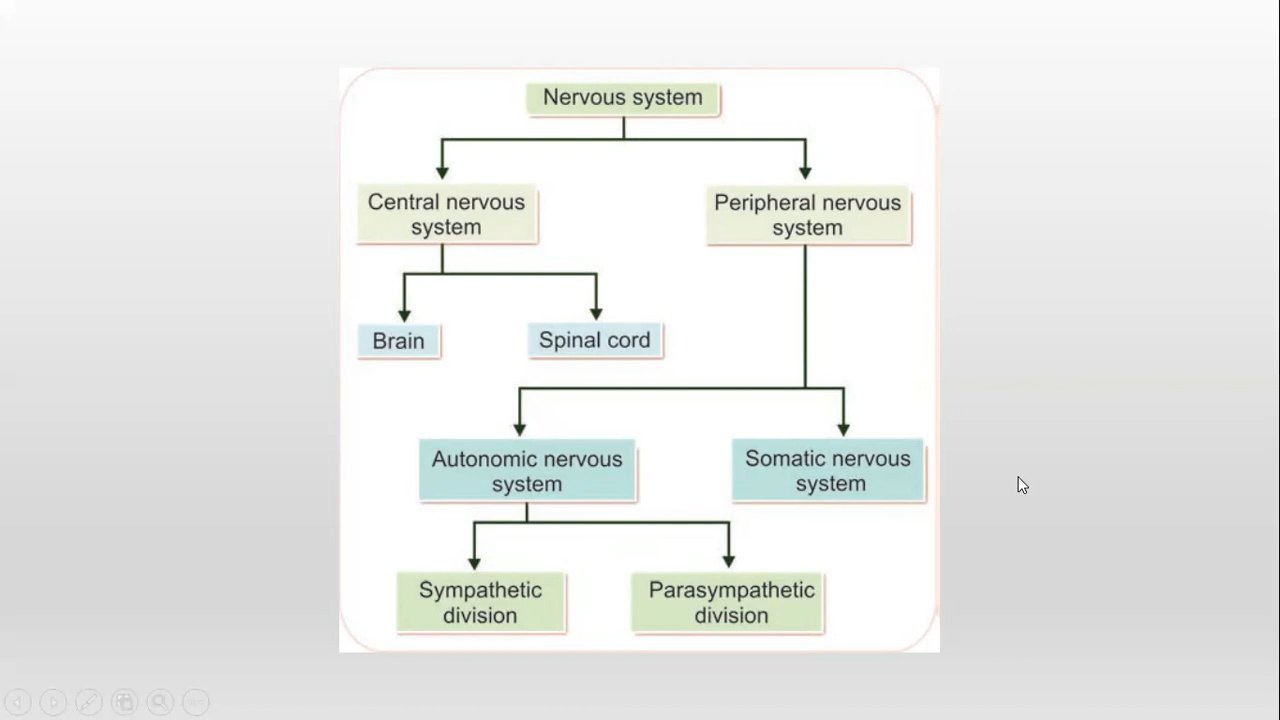 Nervous system
Central nervous
system
Peripheral nervous
system
Brain
Spinal cord
Autonomic nervous
system
Somatic nervous
system
Sympathetic
division
Parasympathetic
division